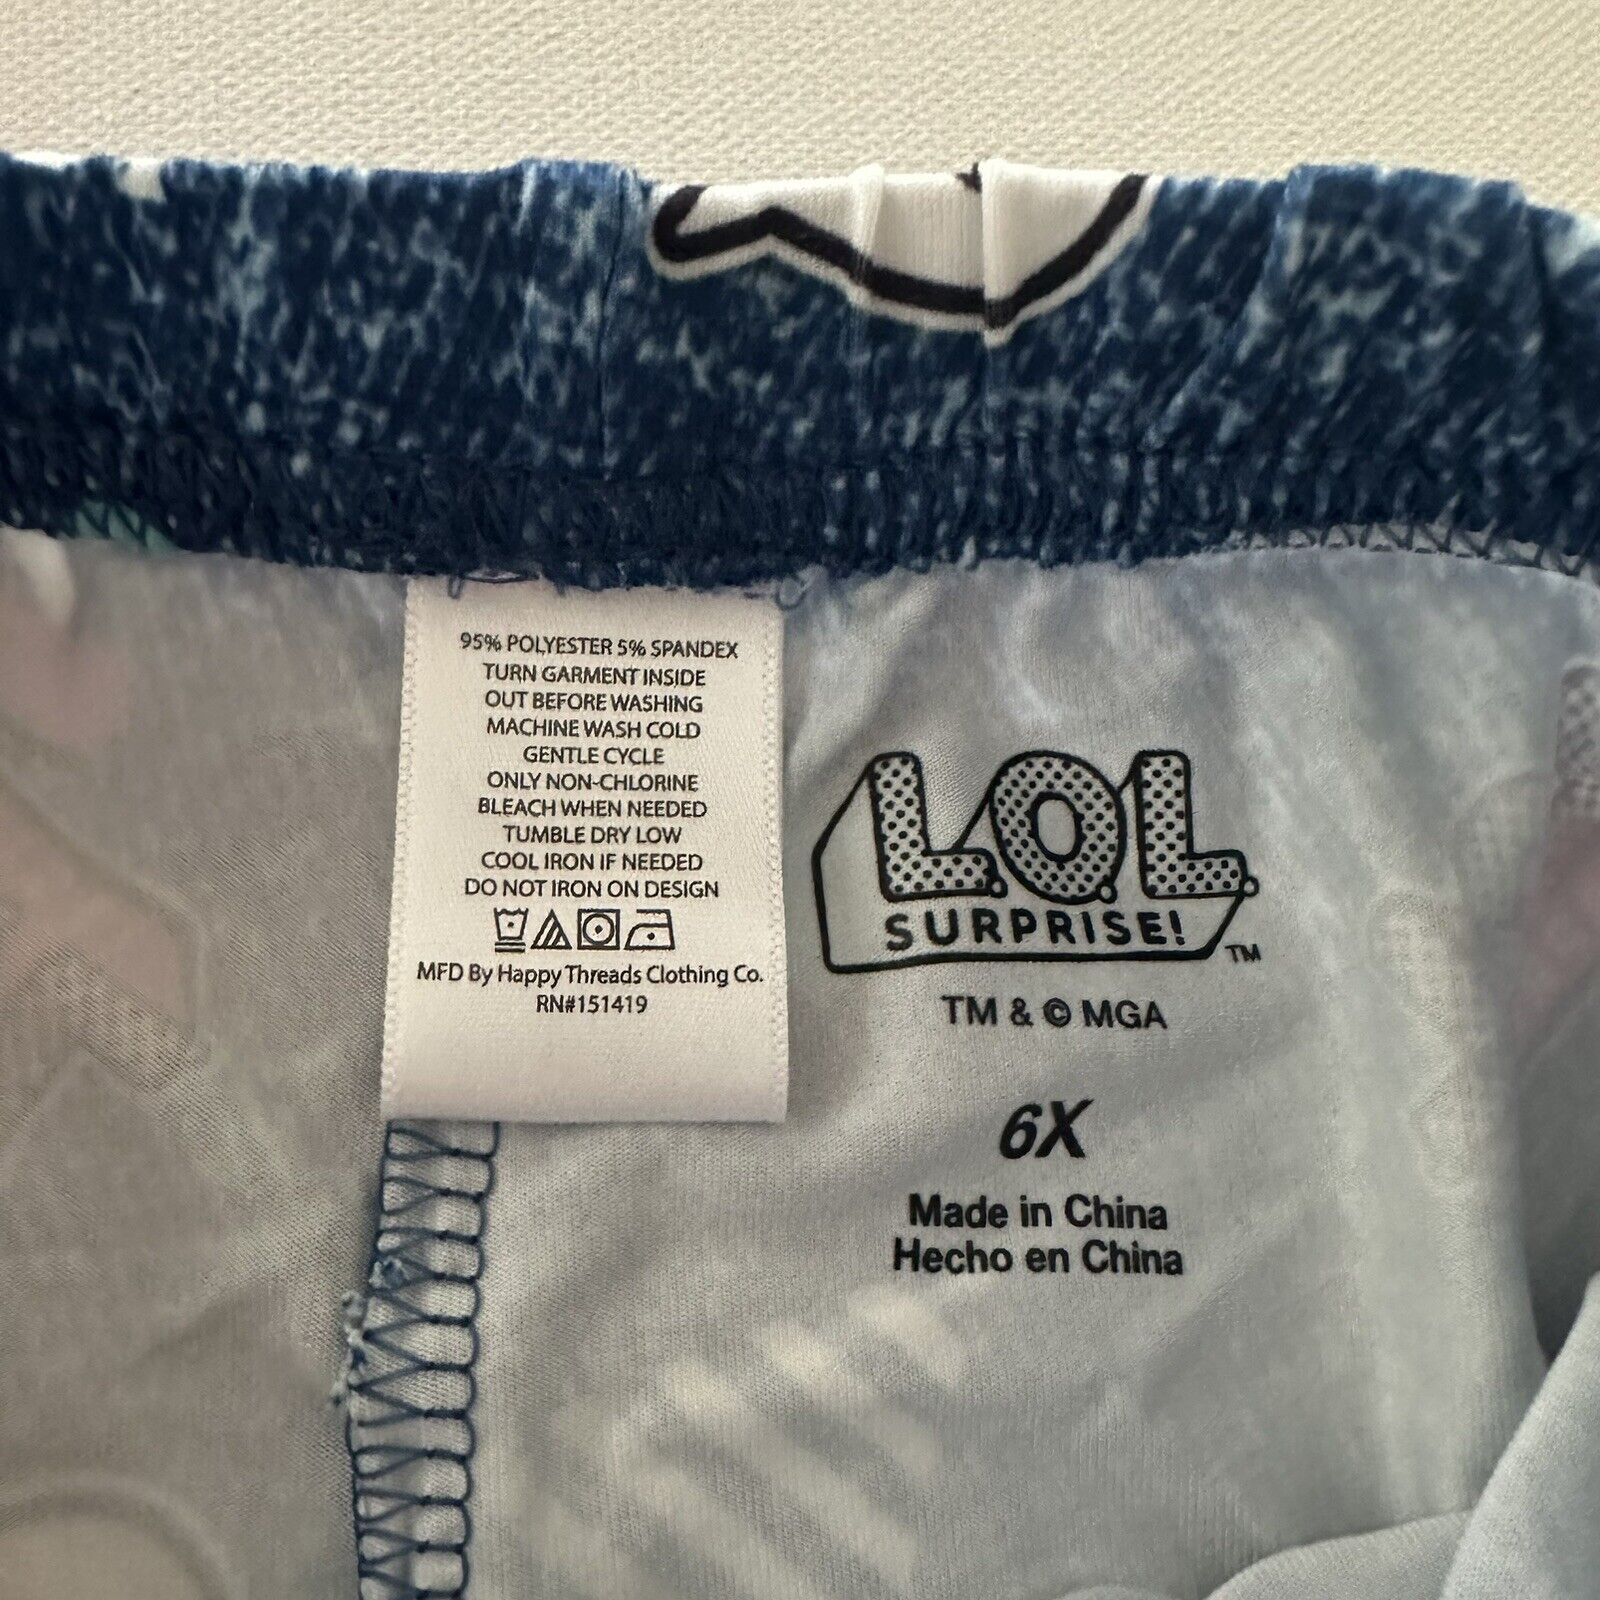 95% POLYESTER 5% SPANDEX
TURN GARMENT INSIDE
OUT BEFORE WASHING
MACHINE WASH COLD
GENTLE CYCLE
ONLY NON-CHLORINE
BLEACH WHEN NEEDED
TUMBLE DRY LOW
COOL IRON IF NEEDED
DO NOT IRON ON DESIGN
MFD By Happy Threads Clothing Co.
RN#151419
L.O.L.
SURPRISE!
TM
TM & © MGA
6X
Made in China
Hecho en China